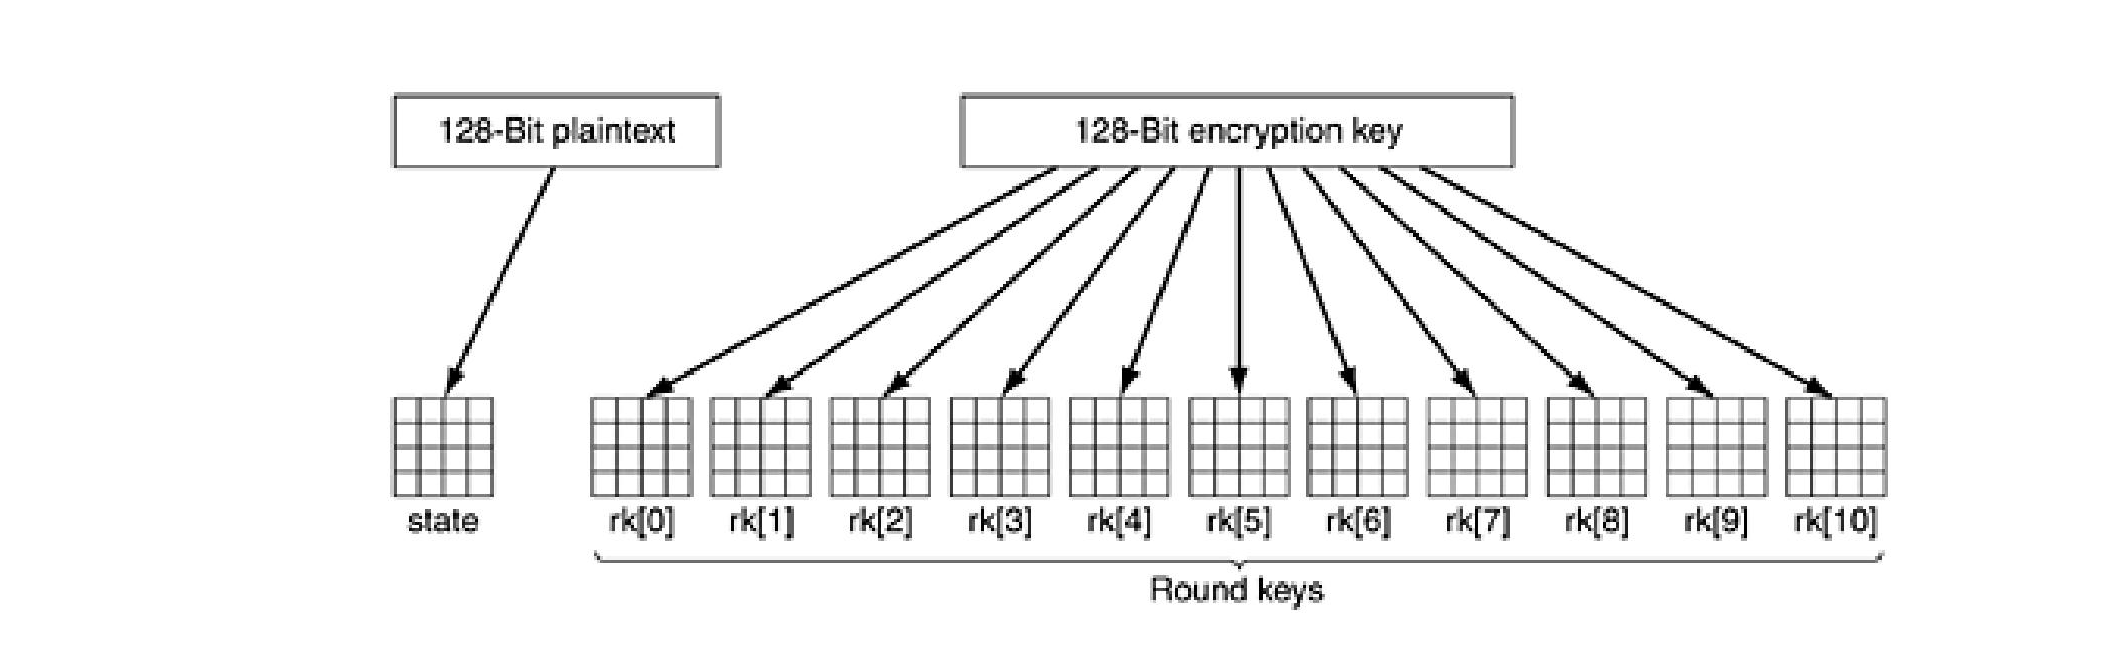 128-Bit plaintext
128-Bit encryption key
state
rk[0]
rk[1]
rk[2]
rk[3]
rk[4]
rk[5]
rk[6]
rk[7]
rk[8]
rk[9]
rk[10]
Round keys